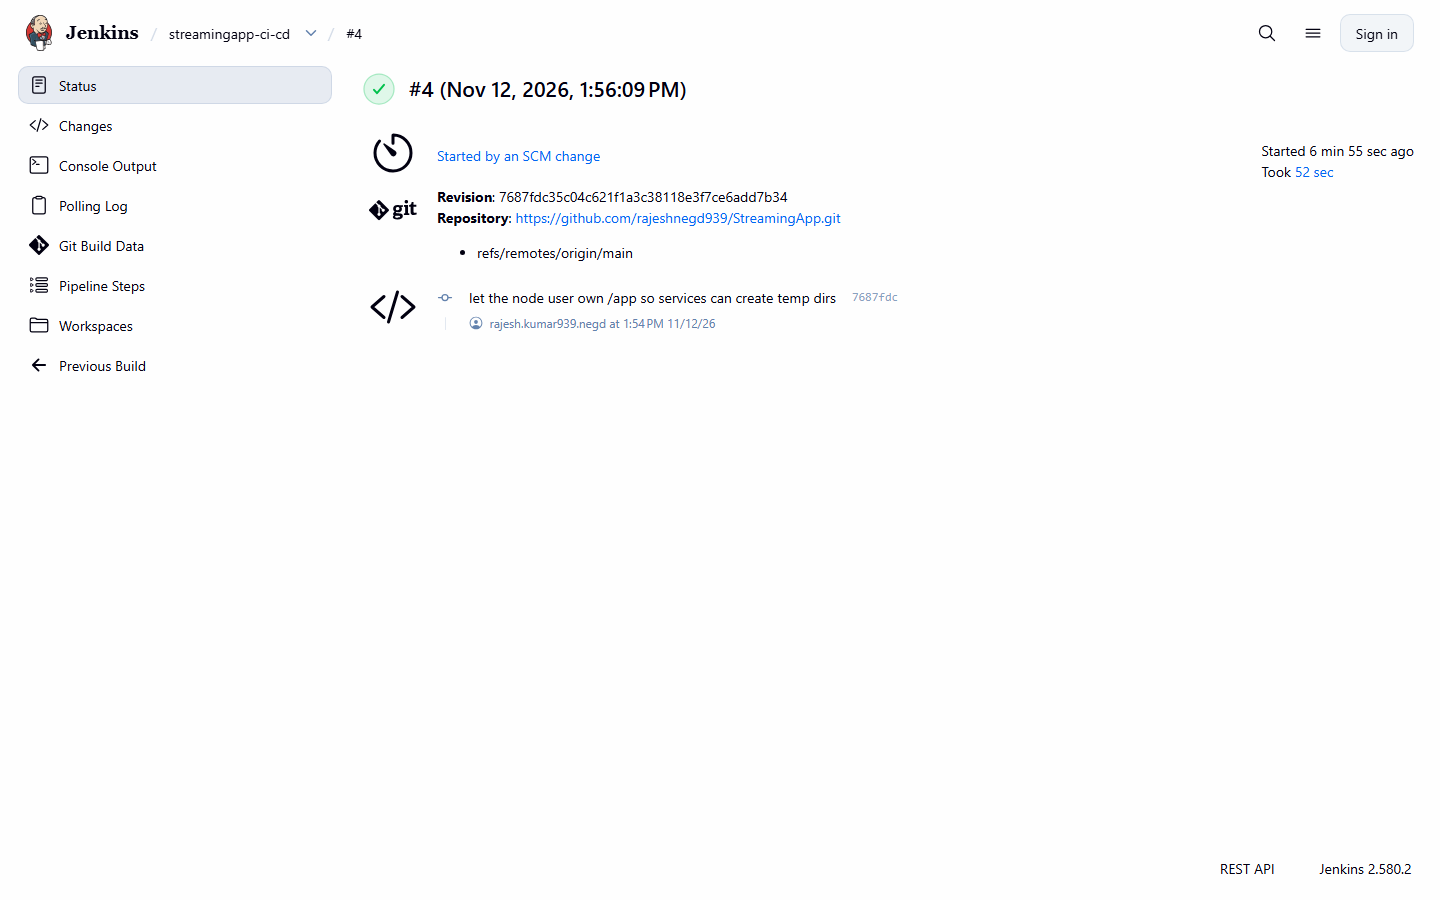 Jenkins / streamingapp-ci-cd / #4
Sign in
Status
Changes
Console Output
Polling Log
Git Build Data
Pipeline Steps
Workspaces
Previous Build
#4 (Nov 12, 2026, 1:56:09 PM)
Started by an SCM change
Started 6 min 55 sec ago
Took 52 sec
git
Revision: 7687fdc35c04c621f1a3c38118e3f7ce6add7b34
Repository: https://github.com/rajeshnegd939/StreamingApp.git
refs/remotes/origin/main
let the node user own /app so services can create temp dirs 7687fdc
rajesh.kumar939.negd at 1:54 PM 11/12/26
REST API
Jenkins 2.580.2